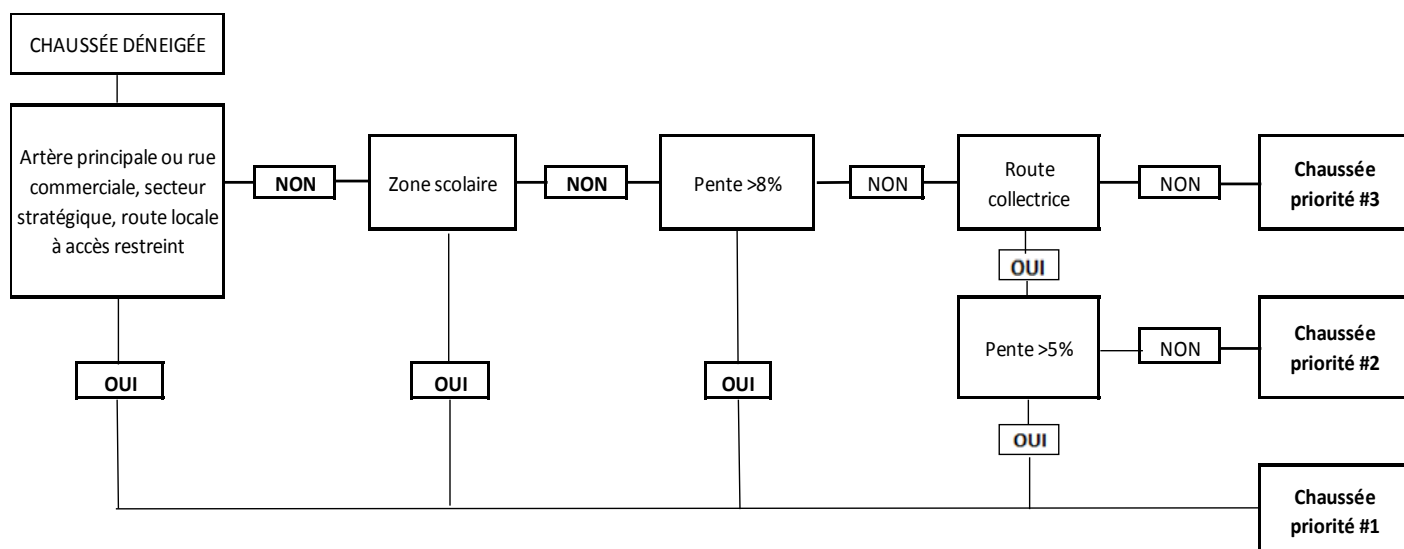 CHAUSSÉE DÉNEIGÉE
Artère principale ou rue
commerciale, secteur
stratégique, route locale
à accès restreint
NON
Zone scolaire
NON
Pente >8%
NON
Route
collectrice
NON
Chaussée
priorité #3
OUI
Pente >5%
NON
Chaussée
priorité #2
OUI
OUI
OUI
OUI
Chaussée
priorité #1